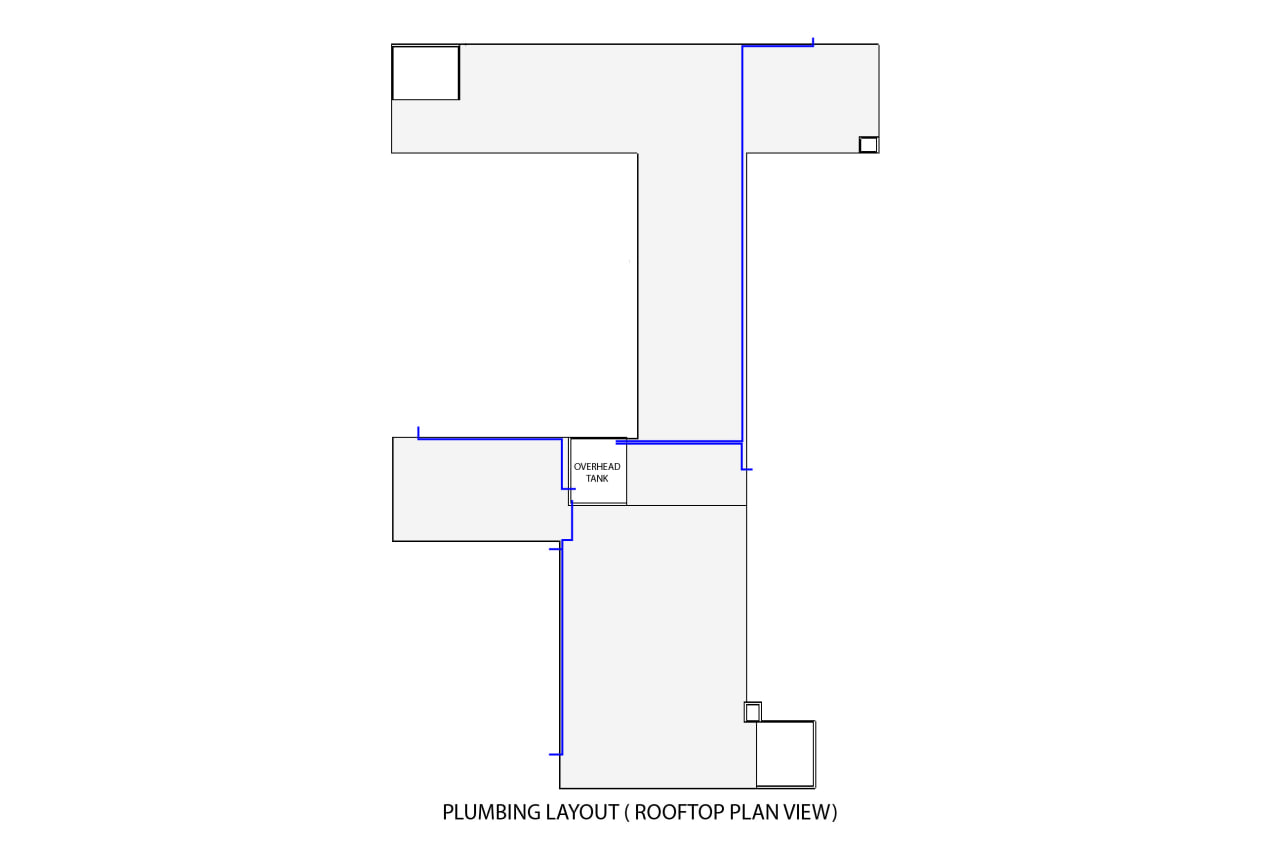 OVERHEAD
TANK
PLUMBING LAYOUT ( ROOFTOP PLAN VIEW)